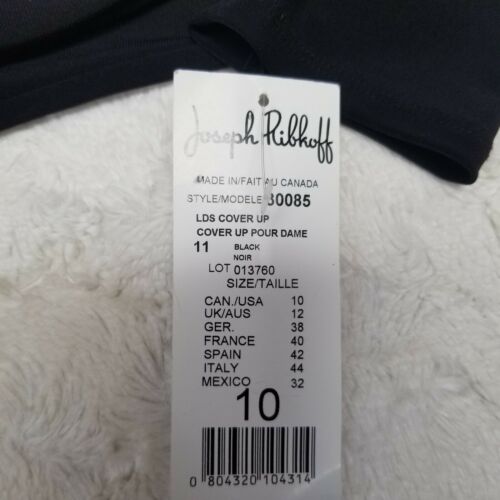 Joseph Ribkoff
MADE IN/FAIT AU CANADA
STYLE/MODELE 30085
LDS COVER UP
COVER UP POUR DAME
11 BLACK
NOIR
LOT 013760
SIZE/TAILLE
CAN./USA 10
UK/AUS 12
GER. 38
FRANCE 40
SPAIN 42
ITALY 44
MEXICO 32
10
0 804320 104314